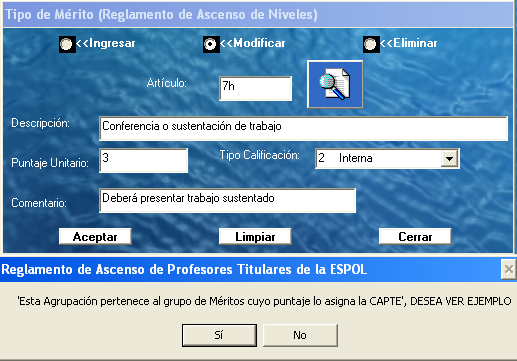 Tipo de Mérito (Reglamento de Ascenso de Niveles)
<<Ingresar <<Modificar <<Eliminar
Artículo: 7h
Descripción: Conferencia o sustentación de trabajo
Puntaje Unitario: 3 Tipo Calificación: 2 Interna
Comentario: Deberá presentar trabajo sustentado
Aceptar Limpiar Cerrar
Reglamento de Ascenso de Profesores Titulares de la ESPOL
'Esta Agrupación pertenece al grupo de Méritos cuyo puntaje lo asigna la CAPTE', DESEA VER EJEMPLO
Sí No